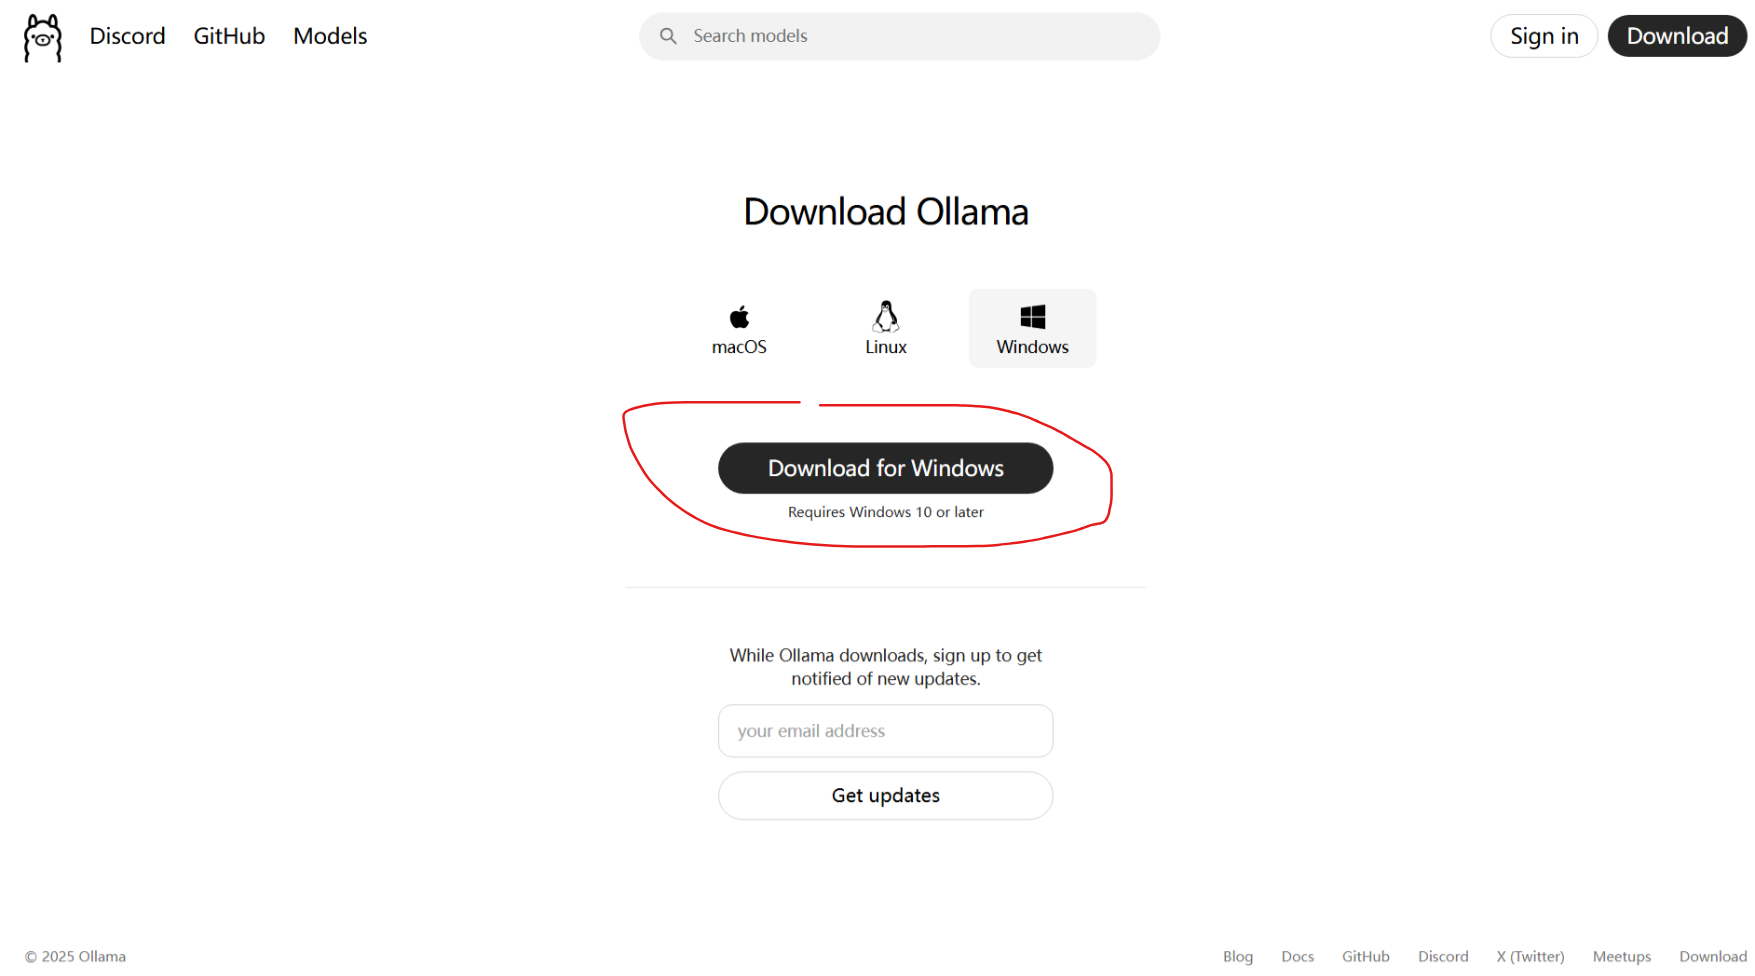 Discord GitHub Models Search models Sign in Download
Download Ollama
macOS Linux Windows
Download for Windows
Requires Windows 10 or later
While Ollama downloads, sign up to get
notified of new updates.
your email address
Get updates
© 2025 Ollama Blog Docs GitHub Discord X (Twitter) Meetups Download